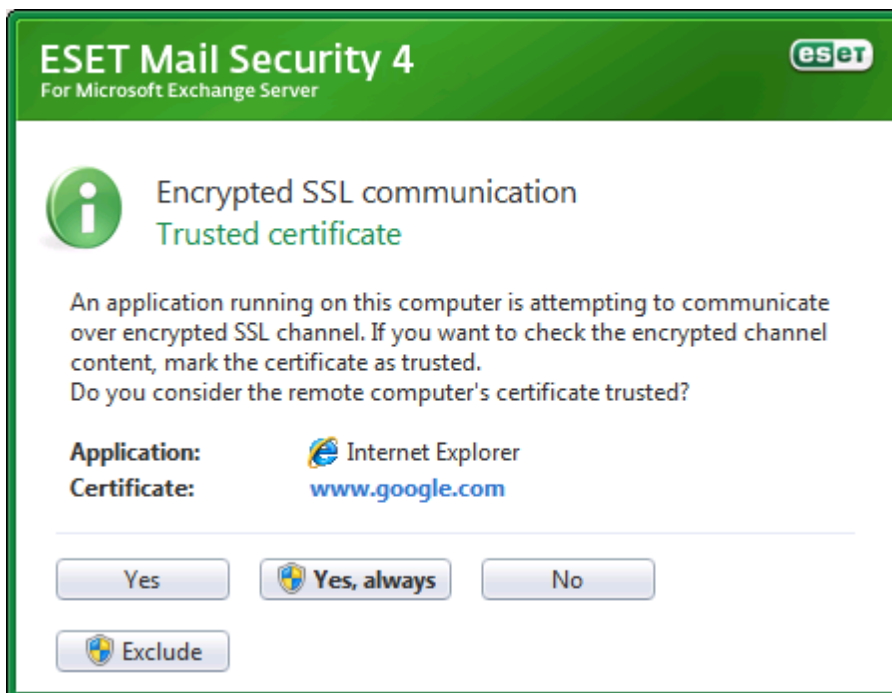 ESET Mail Security 4
For Microsoft Exchange Server
eset
Encrypted SSL communication
Trusted certificate
An application running on this computer is attempting to communicate
over encrypted SSL channel. If you want to check the encrypted channel
content, mark the certificate as trusted.
Do you consider the remote computer's certificate trusted?
Application: Internet Explorer
Certificate: www.google.com
Yes Yes, always No
Exclude